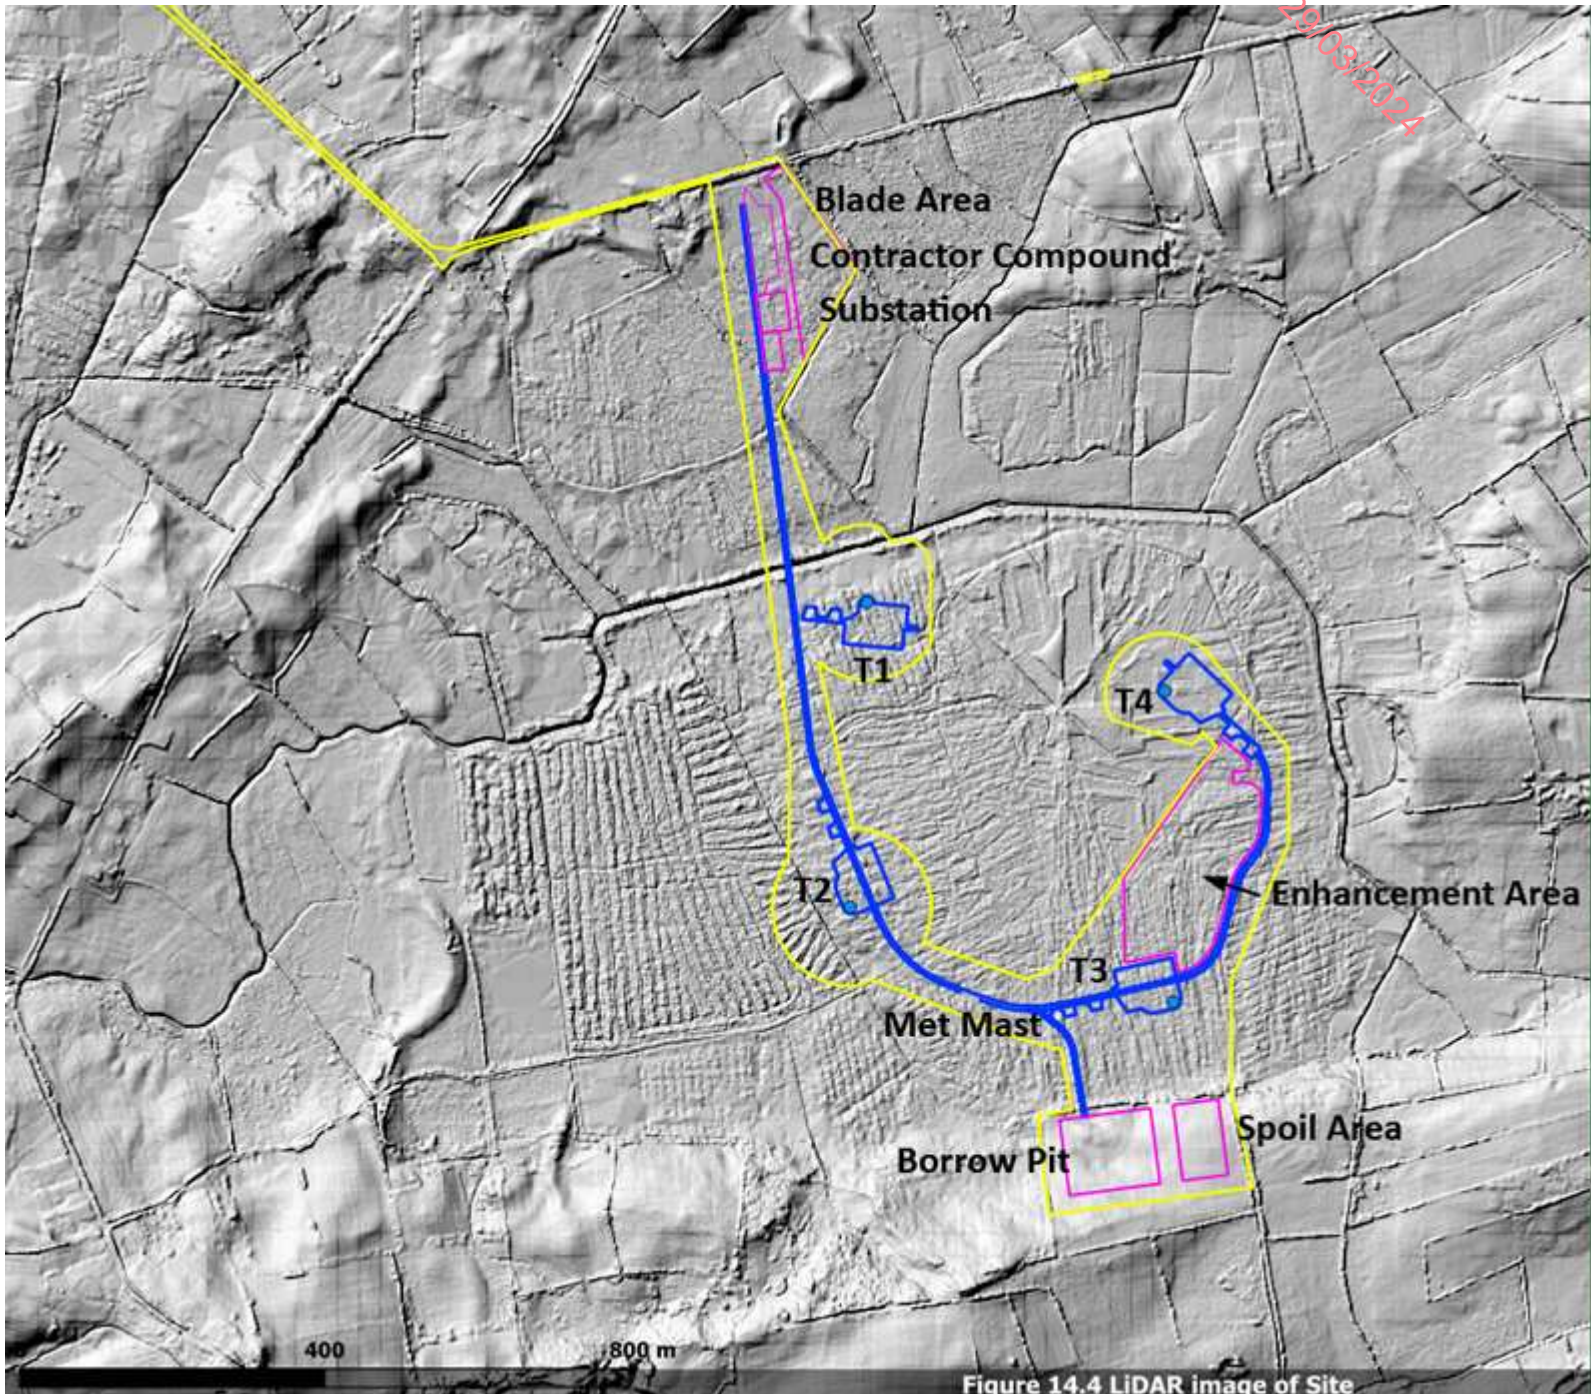 29/03/2024
Blade Area
Contractor Compound
Substation
T1
T4
T2
Enhancement Area
T3
Met Mast
Spoil Area
Borrow Pit
400
800 m
Figure 14.4 LiDAR image of Site